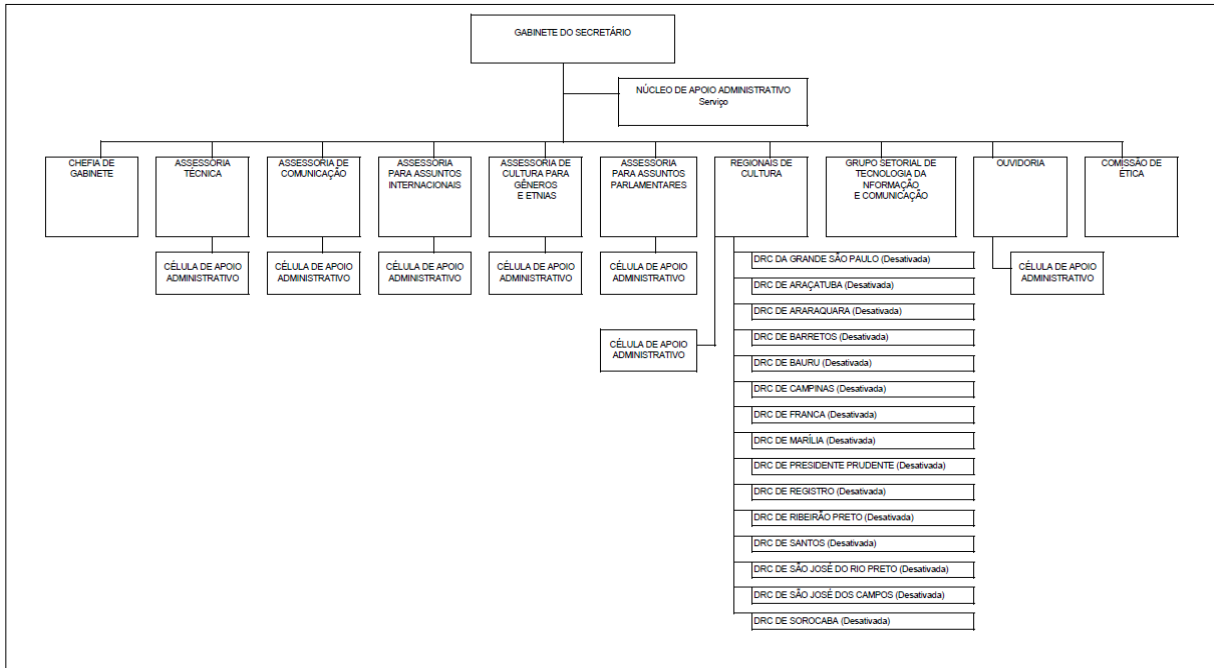 GABINETE DO SECRETÁRIO
NÚCLEO DE APOIO ADMINISTRATIVO
Serviço
CHEFIA DE
GABINETE
ASSESSORIA
TÉCNICA
ASSESSORIA DE
COMUNICAÇÃO
ASSESSORIA
PARA ASSUNTOS
INTERNACIONAIS
ASSESSORIA DE
CULTURA PARA
GÊNEROS
E ETNIAS
ASSESSORIA
PARA ASSUNTOS
PARLAMENTARES
REGIONAIS DE
CULTURA
GRUPO SETORIAL DE
TECNOLOGIA DA
NFORMAÇÃO
E COMUNICAÇÃO
OUVIDORIA
COMISSÃO DE
ÉTICA
CÉLULA DE APOIO
ADMINISTRATIVO
CÉLULA DE APOIO
ADMINISTRATIVO
CÉLULA DE APOIO
ADMINISTRATIVO
CÉLULA DE APOIO
ADMINISTRATIVO
CÉLULA DE APOIO
ADMINISTRATIVO
CÉLULA DE APOIO
ADMINISTRATIVO
CÉLULA DE APOIO
ADMINISTRATIVO
DRC DA GRANDE SÃO PAULO (Desativada)
DRC DE ARAÇATUBA (Desativada)
DRC DE ARARAQUARA (Desativada)
DRC DE BARRETOS (Desativada)
DRC DE BAURU (Desativada)
DRC DE CAMPINAS (Desativada)
DRC DE FRANCA (Desativada)
DRC DE MARÍLIA (Desativada)
DRC DE PRESIDENTE PRUDENTE (Desativada)
DRC DE REGISTRO (Desativada)
DRC DE RIBEIRÃO PRETO (Desativada)
DRC DE SANTOS (Desativada)
DRC DE SÃO JOSÉ DO RIO PRETO (Desativada)
DRC DE SÃO JOSÉ DOS CAMPOS (Desativada)
DRC DE SOROCABA (Desativada)